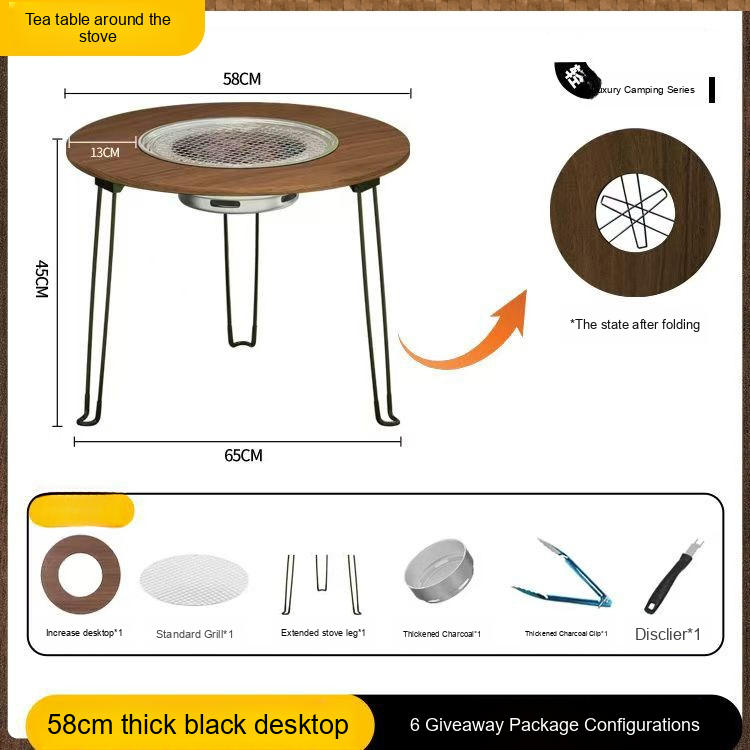 Tea table around the
stove
58CM
uxury Camping Series
13CM
45CM
*The state after folding
65CM
Increase desktop*1
Standard Grill*1
Extended stove leg*1
Thickened Charcoal*1
Thickened Charcoal Clip*1
Disclier*1
58cm thick black desktop
6 Giveaway Package Configurations